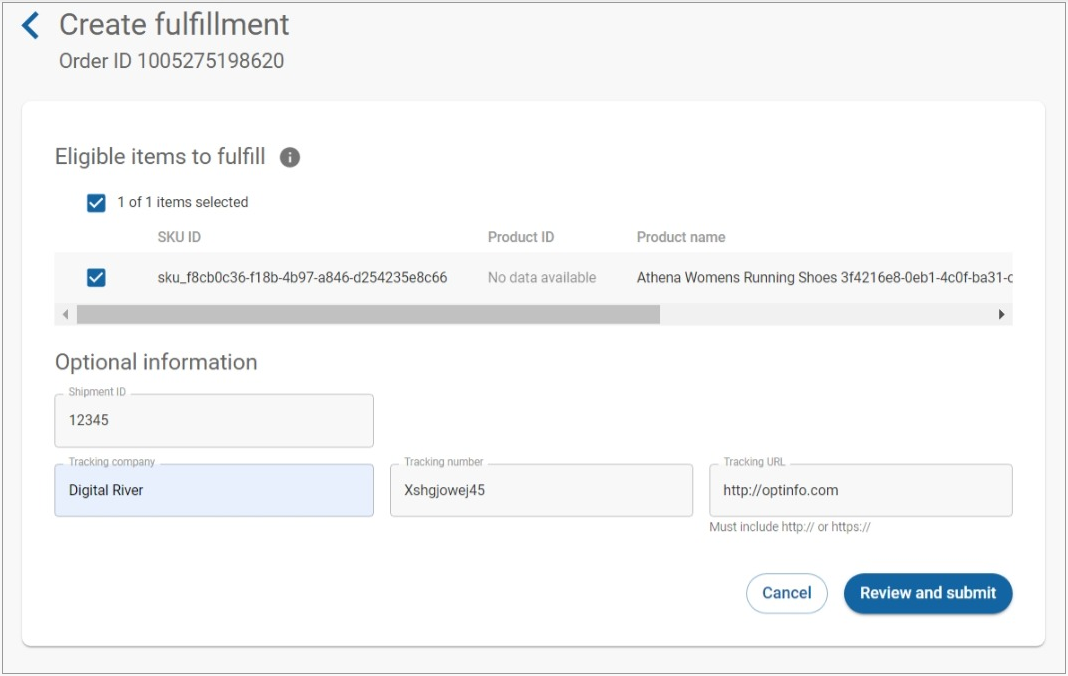 Create fulfillment
Order ID 1005275198620
Eligible items to fulfill
1 of 1 items selected
SKU ID Product ID Product name
sku_f8cb0c36-f18b-4b97-a846-d254235e8c66 No data available Athena Womens Running Shoes 3f4216e8-0eb1-4c0f-ba31-
Optional information
Shipment ID
12345
Tracking company Tracking number Tracking URL
Digital River Xshgjowej45 http://optinfo.com
Must include http:// or https://
Cancel Review and submit